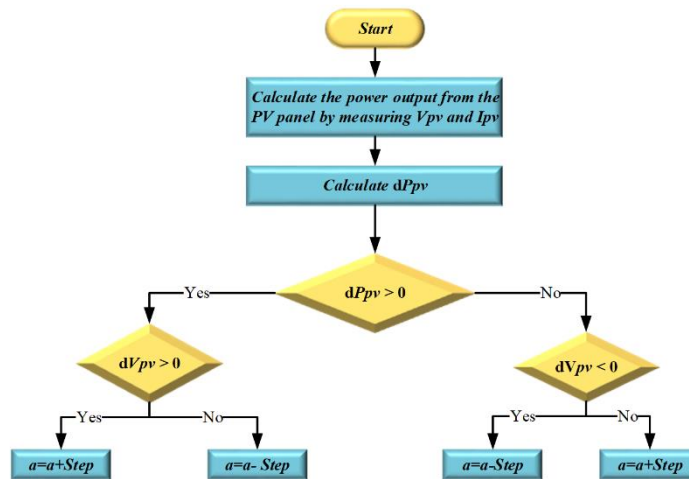 Start
Calculate the power output from the
PV panel by measuring Vpv and Ipv
Calculate dPpv
dPpv > 0
Yes
No
dVpv > 0
dVpv < 0
Yes
No
Yes
No
a=a+Step
a=a- Step
a=a-Step
a=a+Step